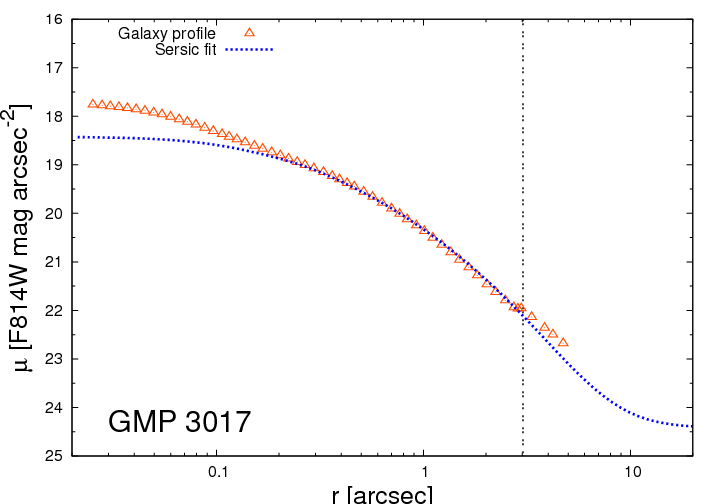 16
17
18
19
20
21
22
23
24
25
μ [F814W mag arcsec-2]
Galaxy profile
Sersic fit
GMP 3017
0.1
1
10
r [arcsec]